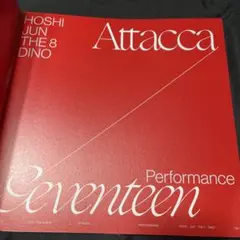 HOSHI
JUN
THE 8
DINO
Attacca
Performance
Seventeen